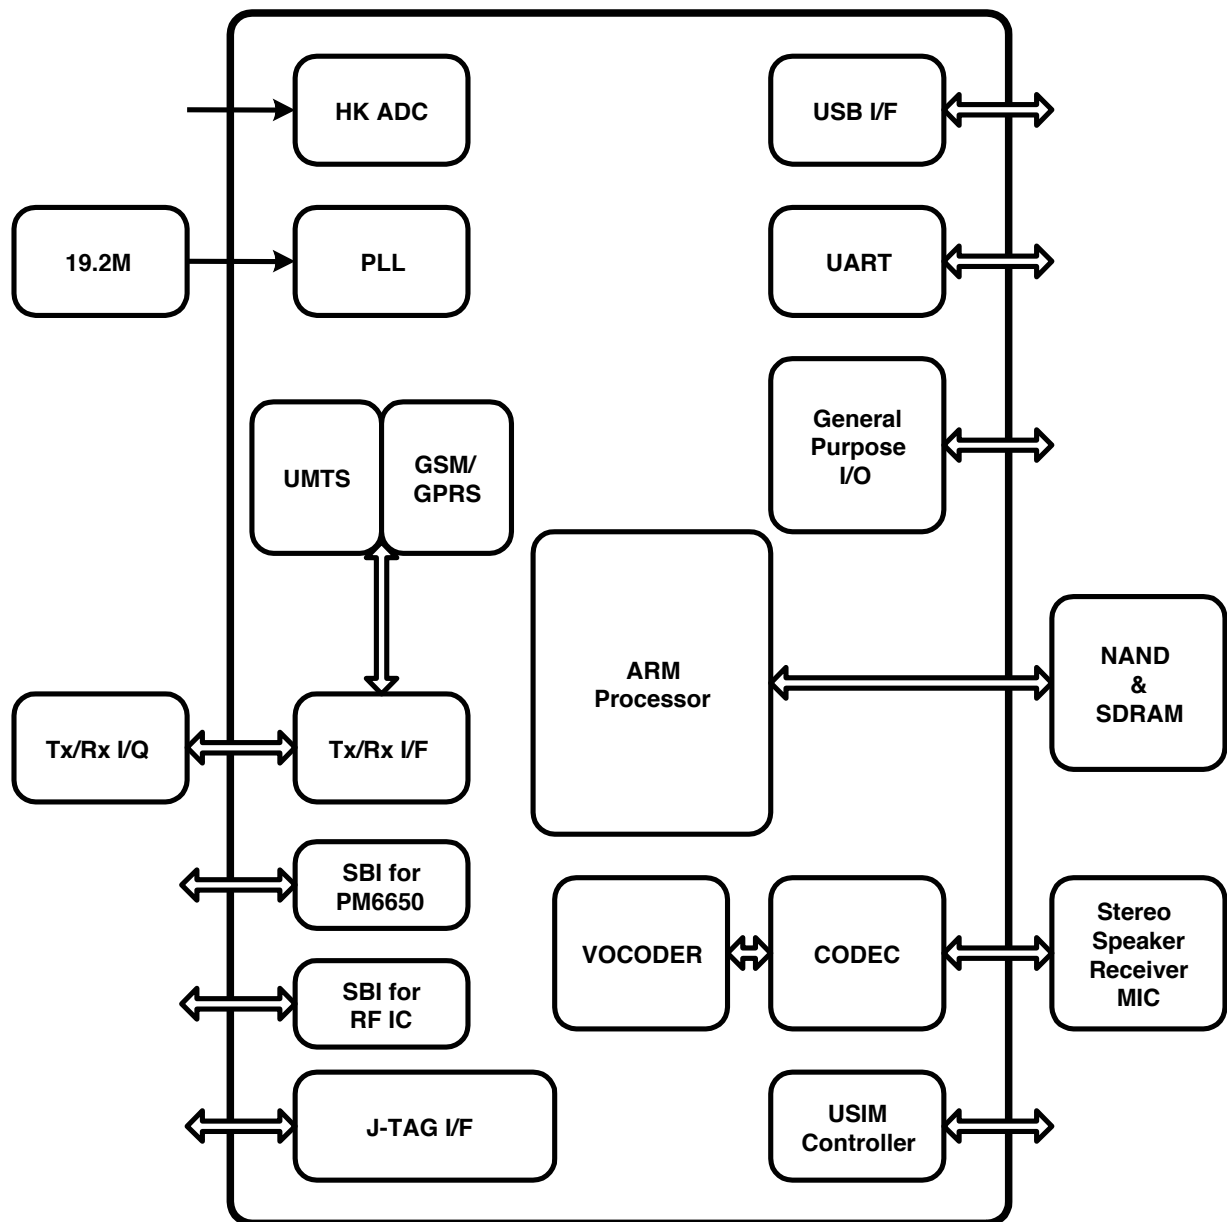 HK ADC
USB I/F
19.2M
PLL
UART
General
Purpose
I/O
UMTS
GSM/
GPRS
ARM
Processor
NAND
&
SDRAM
Tx/Rx I/Q
Tx/Rx I/F
SBI for
PM6650
VOCODER
CODEC
Stereo
Speaker
Receiver
MIC
SBI for
RF IC
J-TAG I/F
USIM
Controller